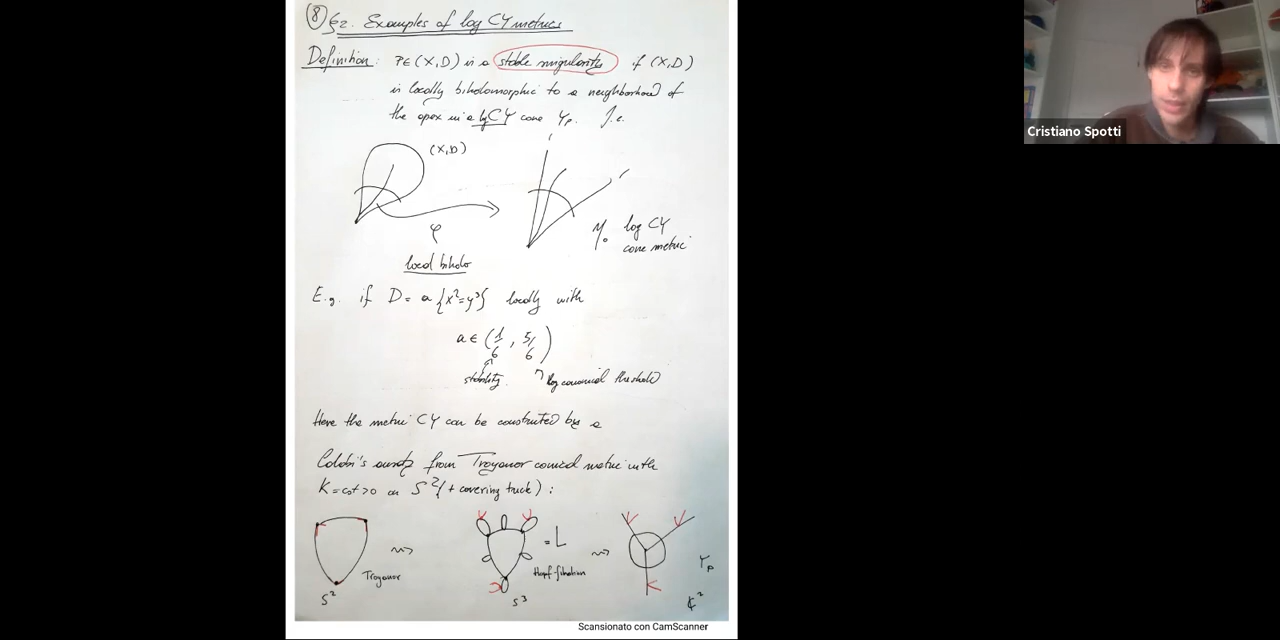 8 §2. Examples of log CY metrics
Definition: p∈(X,D) is a stable singularity if (X,D)
is locally biholomorphic to a neighborhood of
the apex in a log CY cone Yp. I.e.
(X,D)
φ
local biholo
η₀ log CY
cone metric
E.g. if D = a {x²=y³} locally with
a ∈ (1/6, 5/6)
stability. log canonical threshold
Here the metric CY can be constructed by a
Calabi's ansatz from Troyanov conical metric with
K=cst>0 on S² (+ covering trick):
= L
Troyanov
Hopf fibration
Yp
S²
S³
ℂ²
Scansionato con CamScanner
Cristiano Spotti